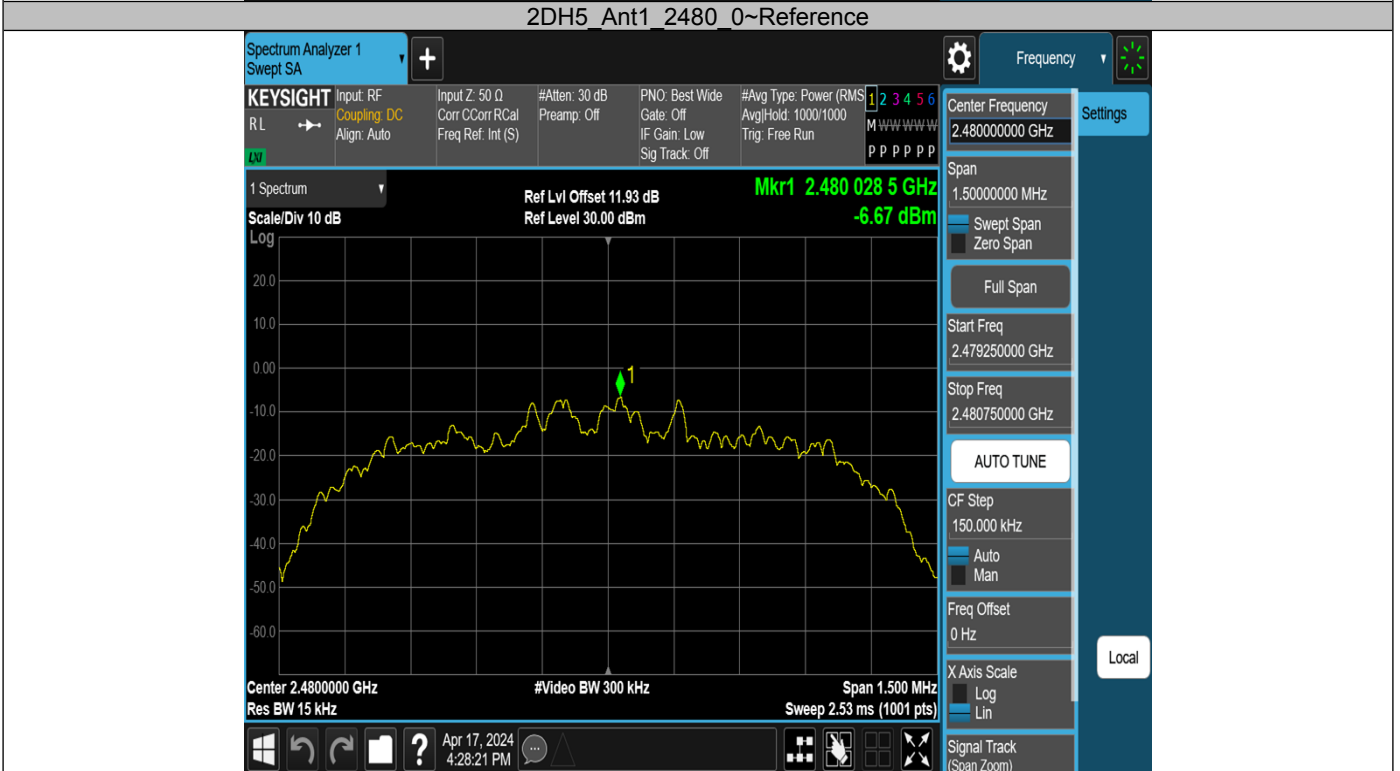 2DH5_Ant1_2480_0~Reference
Spectrum Analyzer 1
Swept SA
+
Frequency
KEYSIGHT
RL
LXI
Input: RF
Coupling: DC
Align: Auto
Input Z: 50 Ω
Corr CCorr RCal
Freq Ref: Int (S)
#Atten: 30 dB
Preamp: Off
PNO: Best Wide
Gate: Off
IF Gain: Low
Sig Track: Off
#Avg Type: Power (RMS
Avg|Hold: 1000/1000
Trig: Free Run
1 2 3 4 5 6
M W W W W W
P P P P P P
1 Spectrum
Scale/Div 10 dB
Log
Ref Lvl Offset 11.93 dB
Ref Level 30.00 dBm
Mkr1 2.480 028 5 GHz
-6.67 dBm
20.0
10.0
0.00
-10.0
-20.0
-30.0
-40.0
-50.0
-60.0
1
Center 2.4800000 GHz
Res BW 15 kHz
#Video BW 300 kHz
Span 1.500 MHz
Sweep 2.53 ms (1001 pts)
?
Apr 17, 2024
4:28:21 PM
Center Frequency
2.480000000 GHz
Span
1.50000000 MHz
Swept Span
Zero Span
Full Span
Start Freq
2.479250000 GHz
Stop Freq
2.480750000 GHz
AUTO TUNE
CF Step
150.000 kHz
Auto
Man
Freq Offset
0 Hz
X Axis Scale
Log
Lin
Signal Track
(Span Zoom)
Settings
Local